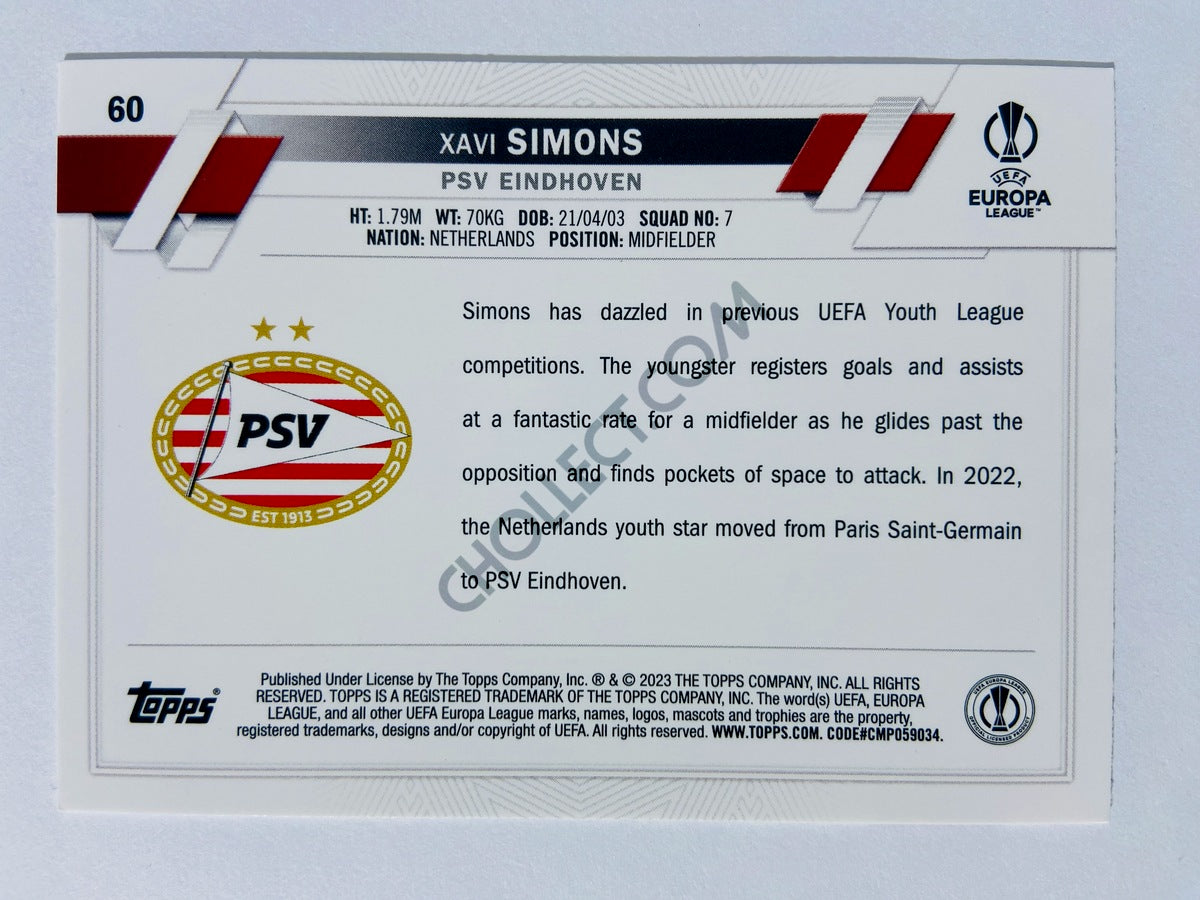 60
XAVI SIMONS
PSV EINDHOVEN
HT: 1.79M WT: 70KG DOB: 21/04/03 SQUAD NO: 7
NATION: NETHERLANDS POSITION: MIDFIELDER
UEFA
EUROPA
LEAGUE™
PSV
EST 1913
Simons has dazzled in previous UEFA Youth League
competitions. The youngster registers goals and assists
at a fantastic rate for a midfielder as he glides past the
opposition and finds pockets of space to attack. In 2022,
the Netherlands youth star moved from Paris Saint-Germain
to PSV Eindhoven.
CHOLLECT.COM
topps®
Published Under License by The Topps Company, Inc. ® & © 2023 THE TOPPS COMPANY, INC. ALL RIGHTS
RESERVED. TOPPS IS A REGISTERED TRADEMARK OF THE TOPPS COMPANY, INC. The word(s) UEFA, EUROPA
LEAGUE, and all other UEFA Europa League marks, names, logos, mascots and trophies are the property,
registered trademarks, designs and/or copyright of UEFA. All rights reserved. WWW.TOPPS.COM. CODE#CMP059034.
UEFA EUROPA LEAGUE
OFFICIAL LICENSED PRODUCT